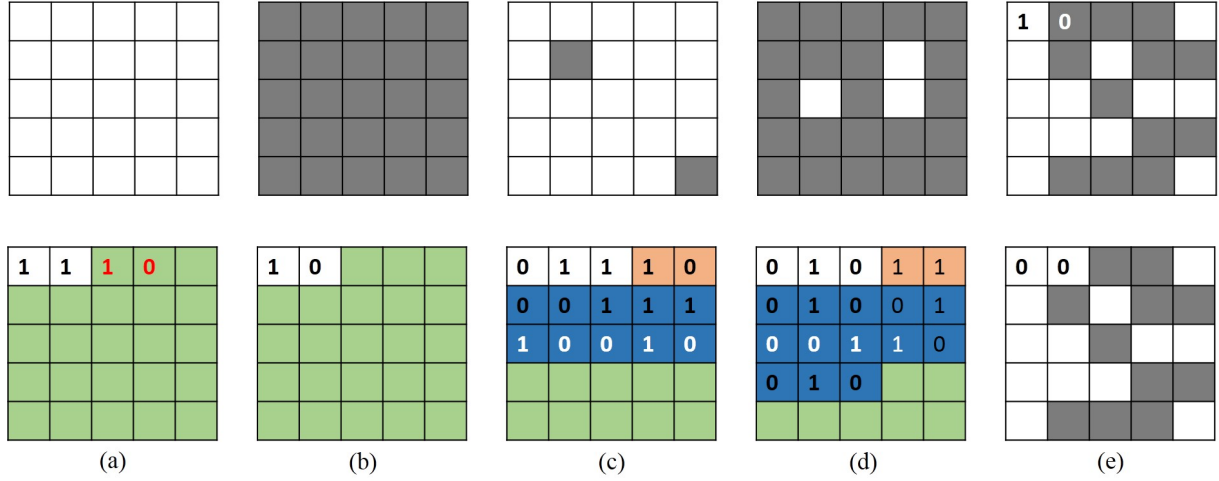 1 0
1 1 1 0
1 0
0 1 1 1 0
0 1 0 1 1
0 0
0 0 1 1 1
0 1 0 0 1
1 0 0 1 0
0 0 1 1 0
0 1 0
(a)
(b)
(c)
(d)
(e)